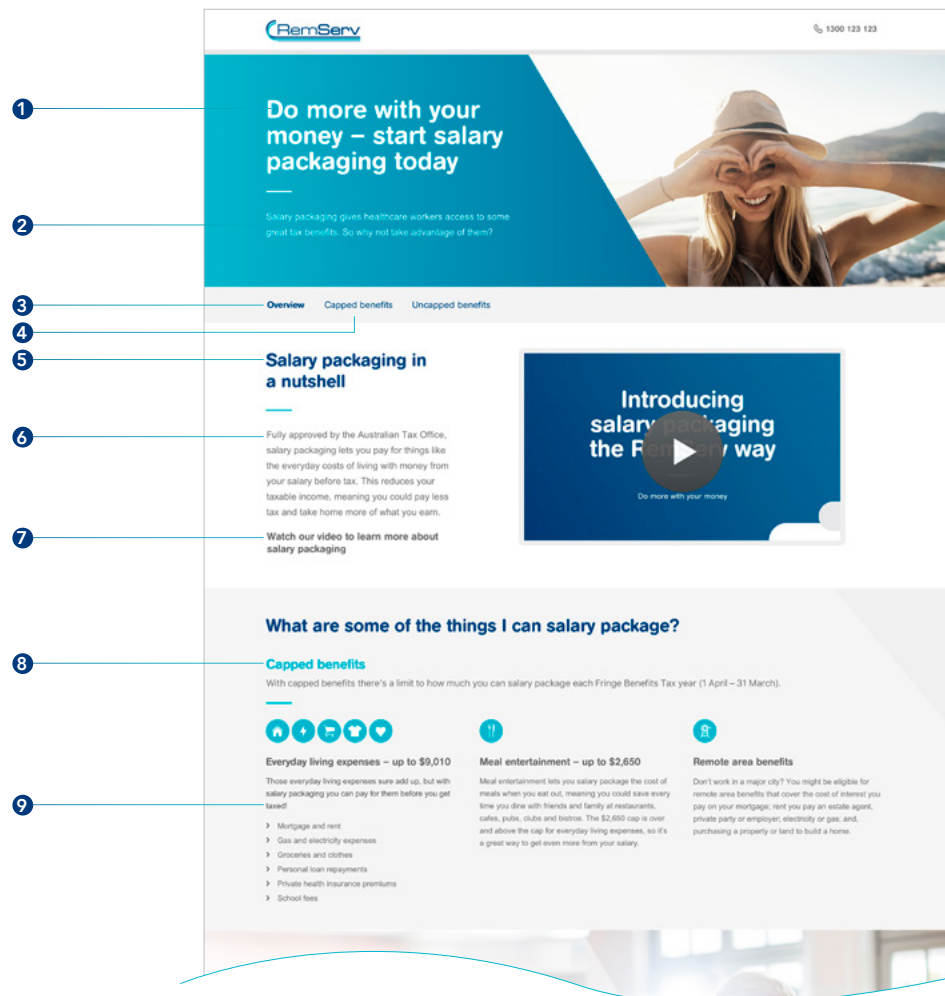 RemServ
1300 123 123
1
Do more with your
money – start salary
packaging today
2
Salary packaging gives healthcare workers access to some
great tax benefits. So why not take advantage of them?
3
Overview Capped benefits Uncapped benefits
4
5
Salary packaging in
a nutshell
6
Fully approved by the Australian Tax Office,
salary packaging lets you pay for things like
the everyday costs of living with money from
your salary before tax. This reduces your
taxable income, meaning you could pay less
tax and take home more of what you earn.
7
Watch our video to learn more about
salary packaging
Introducing
salary packaging
the RemServ way
Do more with your money
What are some of the things I can salary package?
8
Capped benefits
With capped benefits there's a limit to how much you can salary package each Fringe Benefits Tax year (1 April – 31 March).
Everyday living expenses – up to $9,010
9
Those everyday living expenses sure add up, but with
salary packaging you can pay for them before you get
taxed!
Mortgage and rent
Gas and electricity expenses
Groceries and clothes
Personal loan repayments
Private health insurance premiums
School fees
Meal entertainment – up to $2,650
Meal entertainment lets you salary package the cost of
meals when you eat out, meaning you could save every
time you dine with friends and family at restaurants,
cafes, pubs, clubs and bistros. The $2,650 cap is over
and above the cap for everyday living expenses, so it's
a great way to get even more from your salary.
Remote area benefits
Don't work in a major city? You might be eligible for
remote area benefits that cover the cost of interest you
pay on your mortgage; rent you pay an estate agent,
private party or employer; electricity or gas; and,
purchasing a property or land to build a home.